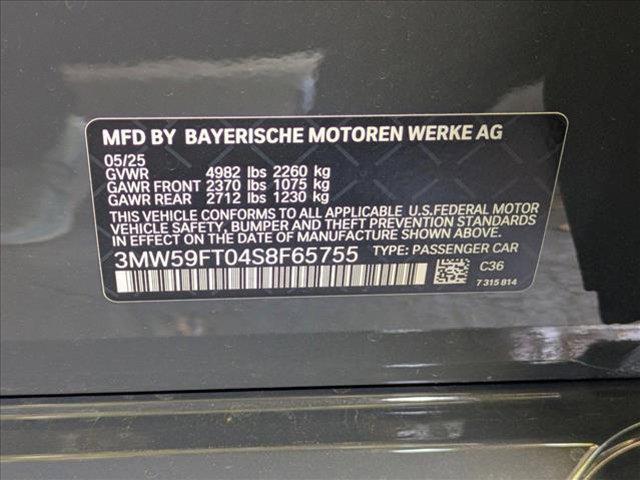 MFD BY BAYERISCHE MOTOREN WERKE AG
05/25
GVWR 4982 lbs 2260 kg
GAWR FRONT 2370 lbs 1075 kg
GAWR REAR 2712 lbs 1230 kg
THIS VEHICLE CONFORMS TO ALL APPLICABLE U.S.FEDERAL MOTOR
VEHICLE SAFETY, BUMPER AND THEFT PREVENTION STANDARDS
IN EFFECT ON THE DATE OF MANUFACTURE SHOWN ABOVE.
3MW59FT04S8F65755 TYPE: PASSENGER CAR
C36
7 315 814